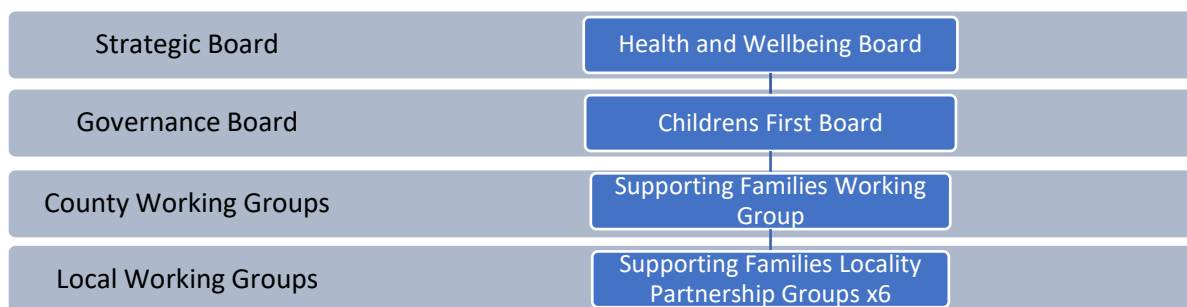 Strategic Board
Health and Wellbeing Board
Governance Board
Childrens First Board
County Working Groups
Supporting Families Working
Group
Local Working Groups
Supporting Families Locality
Partnership Groups x6